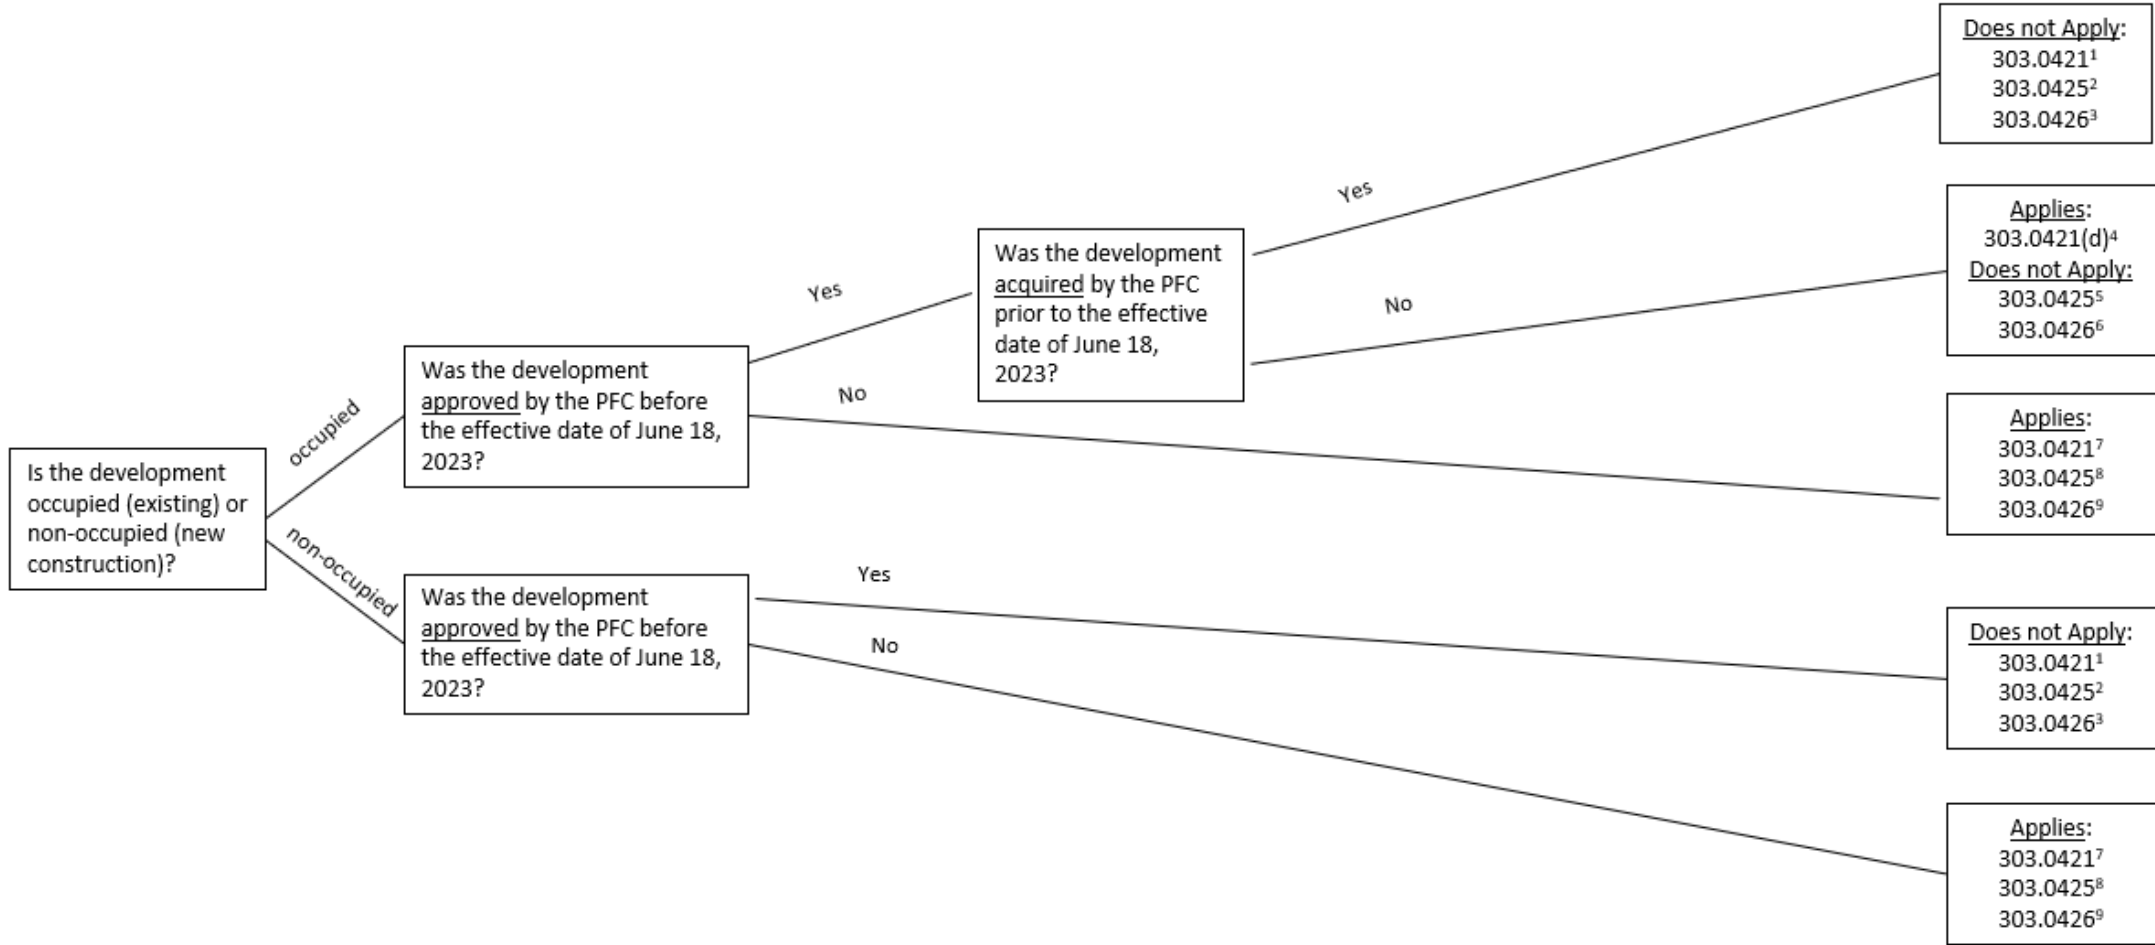 Is the development
occupied (existing) or
non-occupied (new
construction)?
occupied
non-occupied
Was the development
approved by the PFC before
the effective date of June 18,
2023?
Yes
No
Was the development
acquired by the PFC
prior to the effective
date of June 18,
2023?
Yes
No
Was the development
approved by the PFC before
the effective date of June 18,
2023?
Yes
No
Does not Apply:
303.0421¹
303.0425²
303.0426³
Applies:
303.0421(d)⁴
Does not Apply:
303.0425⁵
303.0426⁶
Applies:
303.0421⁷
303.0425⁸
303.0426⁹
Does not Apply:
303.0421¹
303.0425²
303.0426³
Applies:
303.0421⁷
303.0425⁸
303.0426⁹